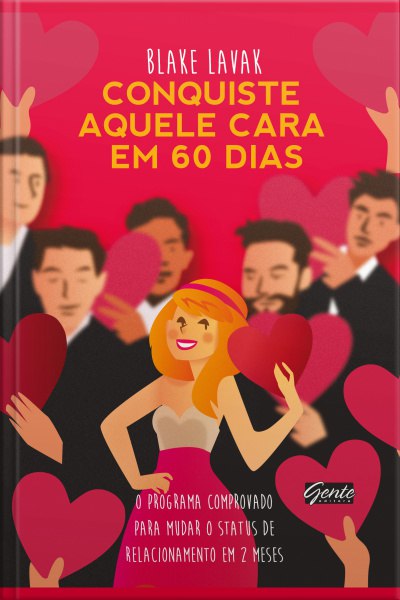 BLAKE LAVAK
CONQUISTE
AQUELE CARA
EM 60 DIAS
Gente
editora
O PROGRAMA COMPROVADO
PARA MUDAR O STATUS DE
RELACIONAMENTO EM 2 MESES